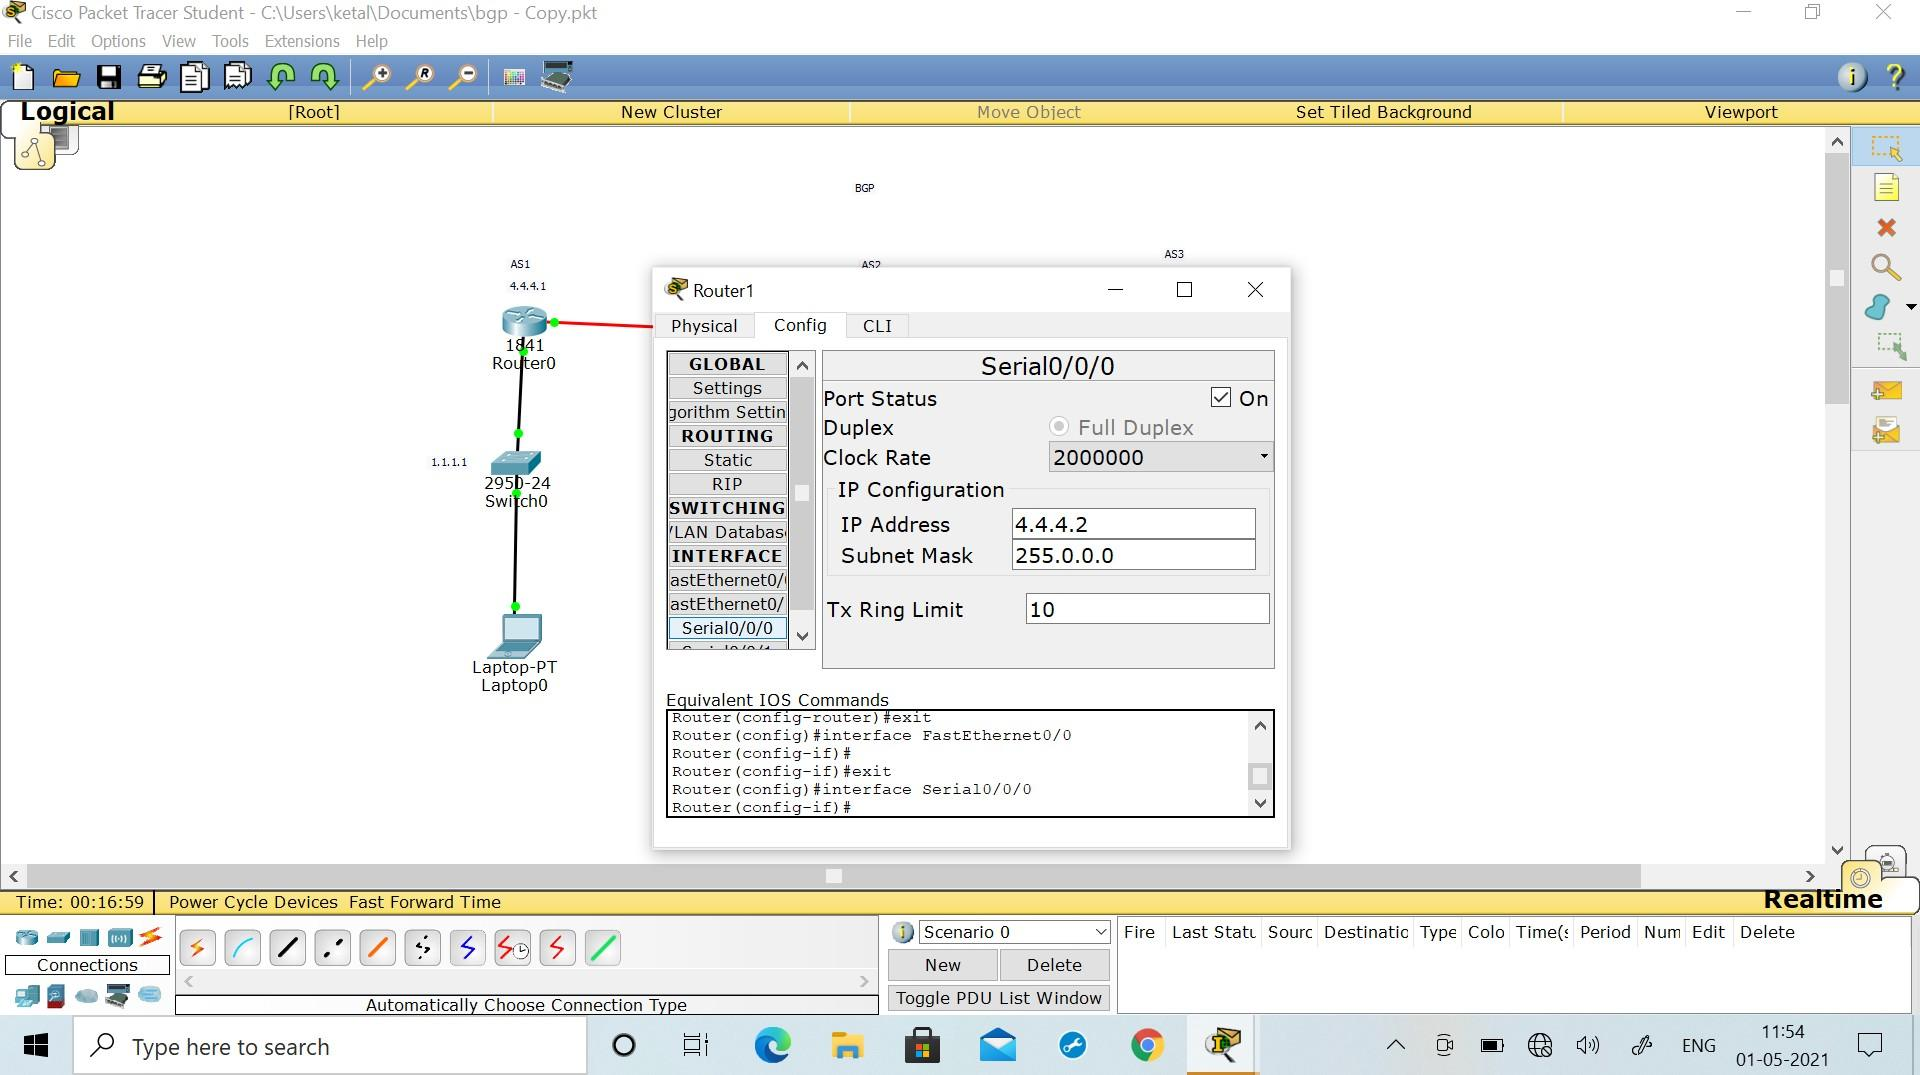 Cisco Packet Tracer Student - C:\Users\ketal\Documents\bgp - Copy.pkt
File Edit Options View Tools Extensions Help
Logical [Root] New Cluster Move Object Set Tiled Background Viewport
BGP
AS1
AS2
AS3
4.4.4.1
1841
Router0
1.1.1.1
2950-24
Switch0
Laptop-PT
Laptop0
Router1
Physical Config CLI
GLOBAL
Settings
gorithm Settin
ROUTING
Static
RIP
SWITCHING
VLAN Databas
INTERFACE
astEthernet0/
astEthernet0/
Serial0/0/0
Serial0/0/1
Serial0/0/0
Port Status On
Duplex Full Duplex
Clock Rate 2000000
IP Configuration
IP Address 4.4.4.2
Subnet Mask 255.0.0.0
Tx Ring Limit 10
Equivalent IOS Commands
Router(config-router)#exit
Router(config)#interface FastEthernet0/0
Router(config-if)#
Router(config-if)#exit
Router(config)#interface Serial0/0/0
Router(config-if)#
Time: 00:16:59 Power Cycle Devices Fast Forward Time Realtime
Connections
Automatically Choose Connection Type
Scenario 0
New Delete
Toggle PDU List Window
Fire Last Statu Sourc Destinatio Type Colo Time(s Period Num Edit Delete
Type here to search
ENG
11:54
01-05-2021